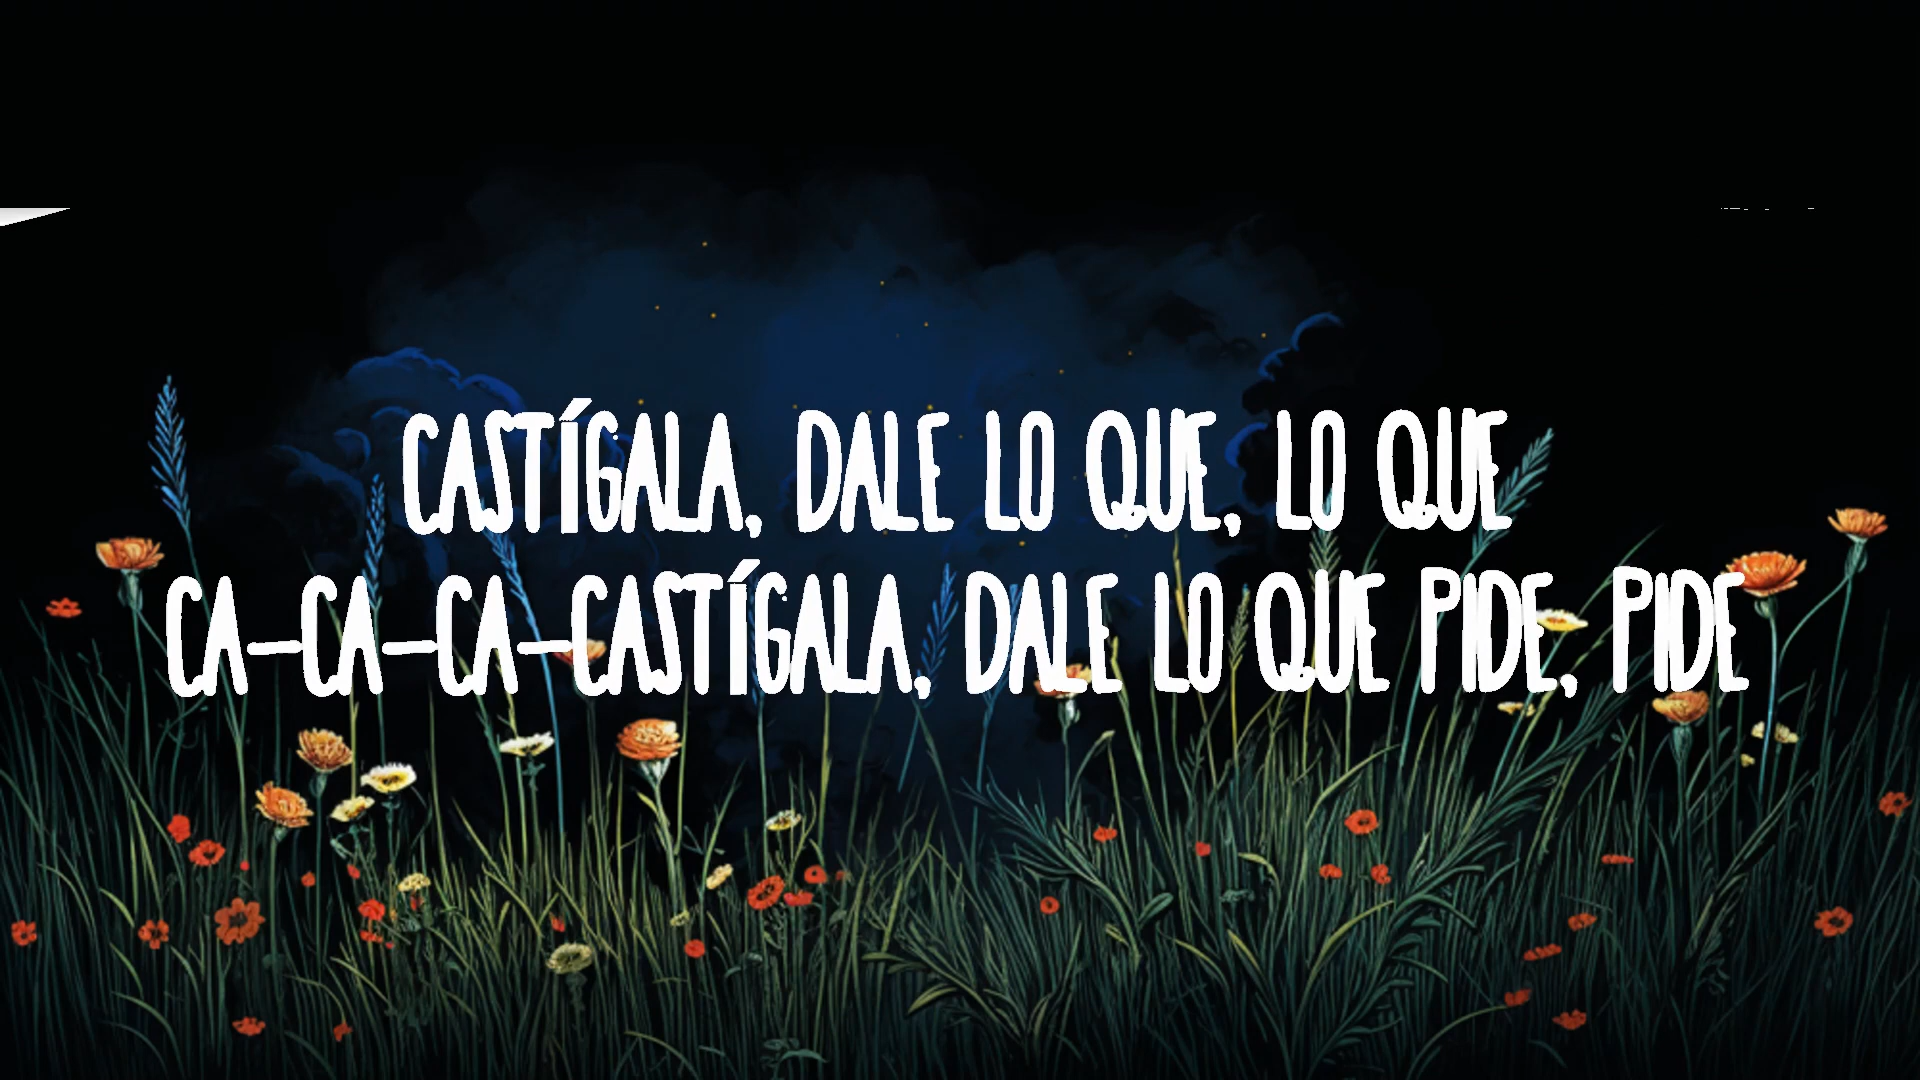 CASTÍGALA, DALE LO QUE, LO QUE
CA-CA-CA-CASTÍGALA, DALE LO QUE PIDE, PIDE